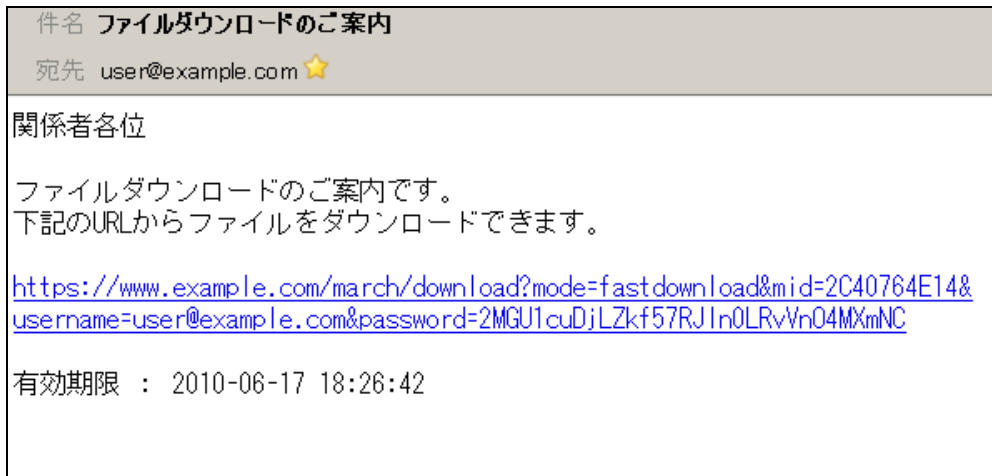 件名 ファイルダウンロードのご案内
宛先 user@example.com
関係者各位
ファイルダウンロードのご案内です。
下記のURLからファイルをダウンロードできます。
https://www.example.com/march/download?mode=fastdownload&mid=2C40764E14&
username=user@example.com&password=2MGU1cuDjLZkf57RJIn0LRvVnO4MXmNC
有効期限 : 2010-06-17 18:26:42